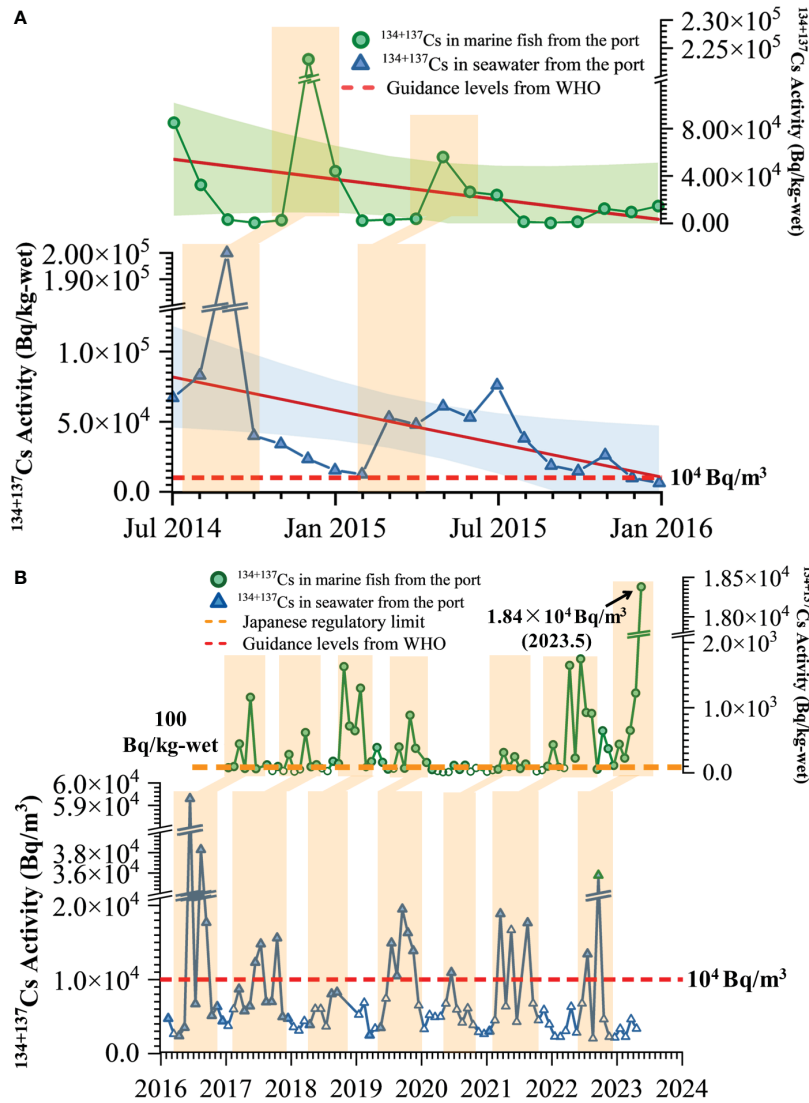 A
134+137Cs in marine fish from the port
134+137Cs in seawater from the port
Guidance levels from WHO
2.30×10^5
2.25×10^5
8.00×10^4
4.00×10^4
0.00
134+137Cs Activity (Bq/kg-wet)
134+137Cs Activity (Bq/kg-wet)
2.00×10^5
1.90×10^5
1.0×10^5
5.0×10^4
0.0
10^4 Bq/m^3
Jul 2014 Jan 2015 Jul 2015 Jan 2016
B
134+137Cs in marine fish from the port
134+137Cs in seawater from the port
Japanese regulatory limit
Guidance levels from WHO
1.84×10^4 Bq/m^3
(2023.5)
1.85×10^4
1.80×10^4
2.0×10^3
1.0×10^3
0.0
134+137Cs Activity (Bq/kg-wet)
100
Bq/kg-wet
134+137Cs Activity (Bq/m^3)
6.0×10^4
5.9×10^4
3.8×10^4
3.6×10^4
2.0×10^4
1.0×10^4
0.0
10^4 Bq/m^3
2016 2017 2018 2019 2020 2021 2022 2023 2024